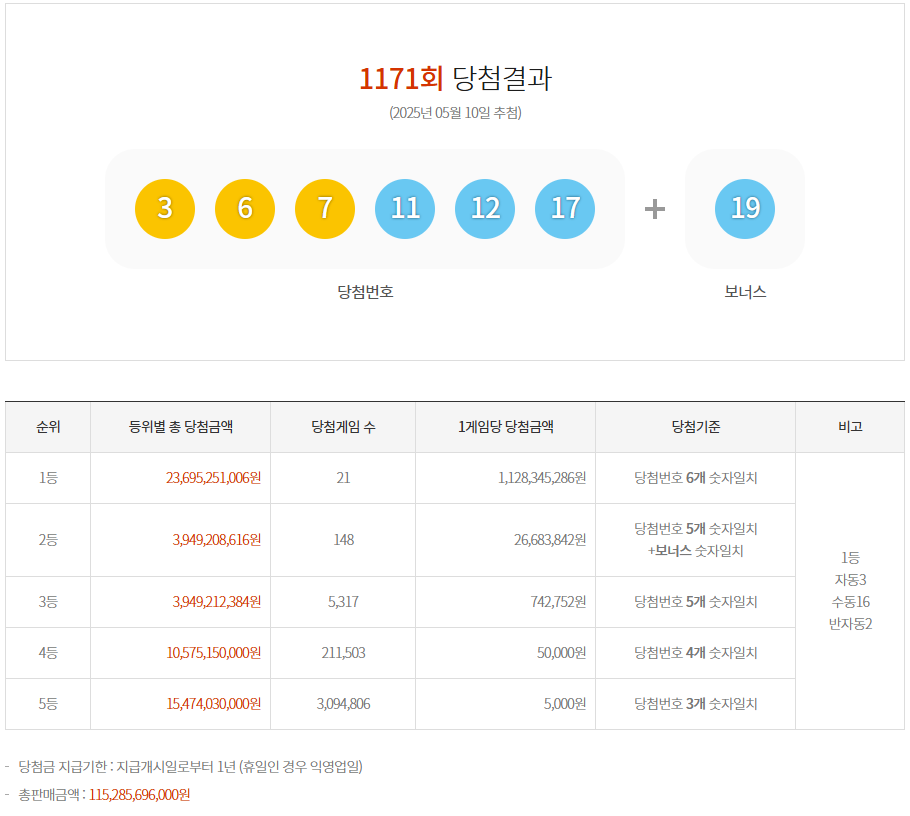 1171회 당첨결과
(2025년 05월 10일 추첨)
3 6 7 11 12 17 + 19
당첨번호 보너스
순위 등위별 총 당첨금액 당첨게임 수 1게임당 당첨금액 당첨기준 비고
1등 23,695,251,006원 21 1,128,345,286원 당첨번호 6개 숫자일치
2등 3,949,208,616원 148 26,683,842원 당첨번호 5개 숫자일치
+보너스 숫자일치
3등 3,949,212,384원 5,317 742,752원 당첨번호 5개 숫자일치
4등 10,575,150,000원 211,503 50,000원 당첨번호 4개 숫자일치
5등 15,474,030,000원 3,094,806 5,000원 당첨번호 3개 숫자일치
1등
자동3
수동16
반자동2
- 당첨금 지급기한 : 지급개시일로부터 1년 (휴일인 경우 익영업일)
- 총판매금액 : 115,285,696,000원